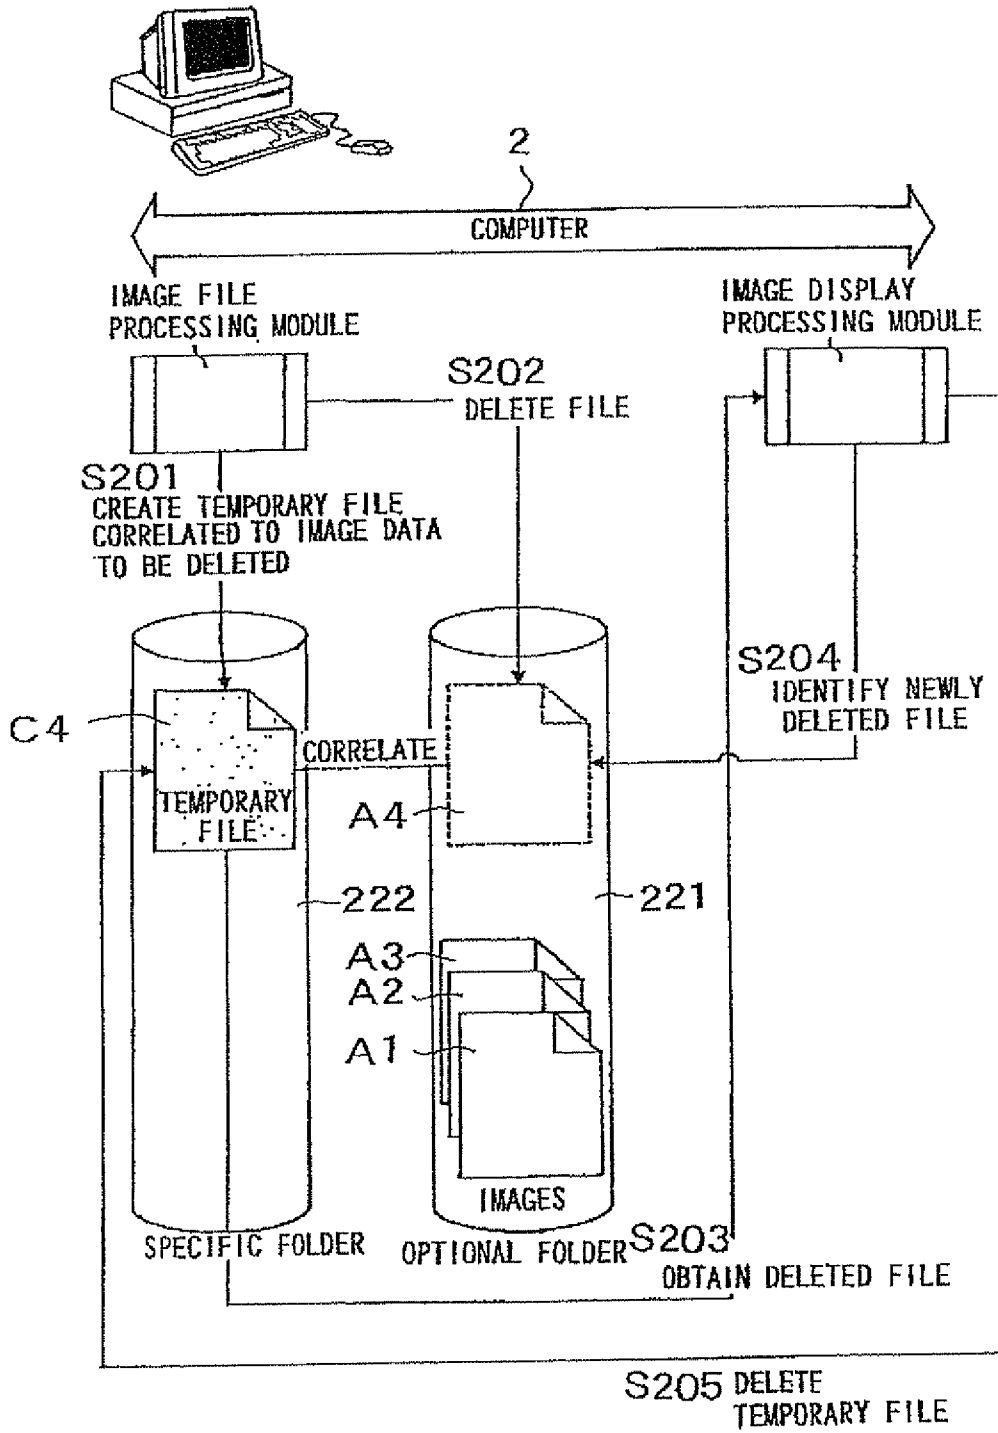 2
COMPUTER
IMAGE FILE
PROCESSING MODULE
IMAGE DISPLAY
PROCESSING MODULE
S202
DELETE FILE
S201
CREATE TEMPORARY FILE
CORRELATED TO IMAGE DATA
TO BE DELETED
S204
IDENTIFY NEWLY
DELETED FILE
C4
CORRELATE
TEMPORARY
FILE
A4
222
221
A3
A2
A1
IMAGES
SPECIFIC FOLDER
OPTIONAL FOLDER
S203
OBTAIN DELETED FILE
S205
DELETE
TEMPORARY FILE